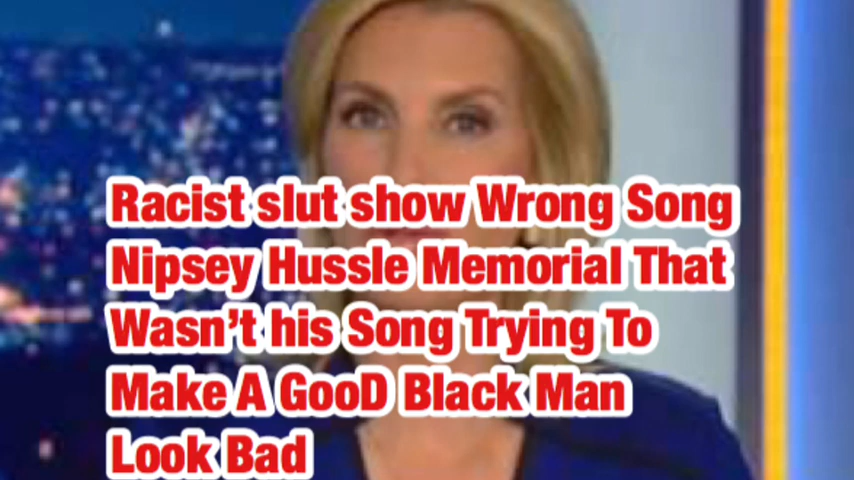 Racist slut show Wrong Song
Nipsey Hussle Memorial That
Wasn't his Song Trying To
Make A GooD Black Man
Look Bad